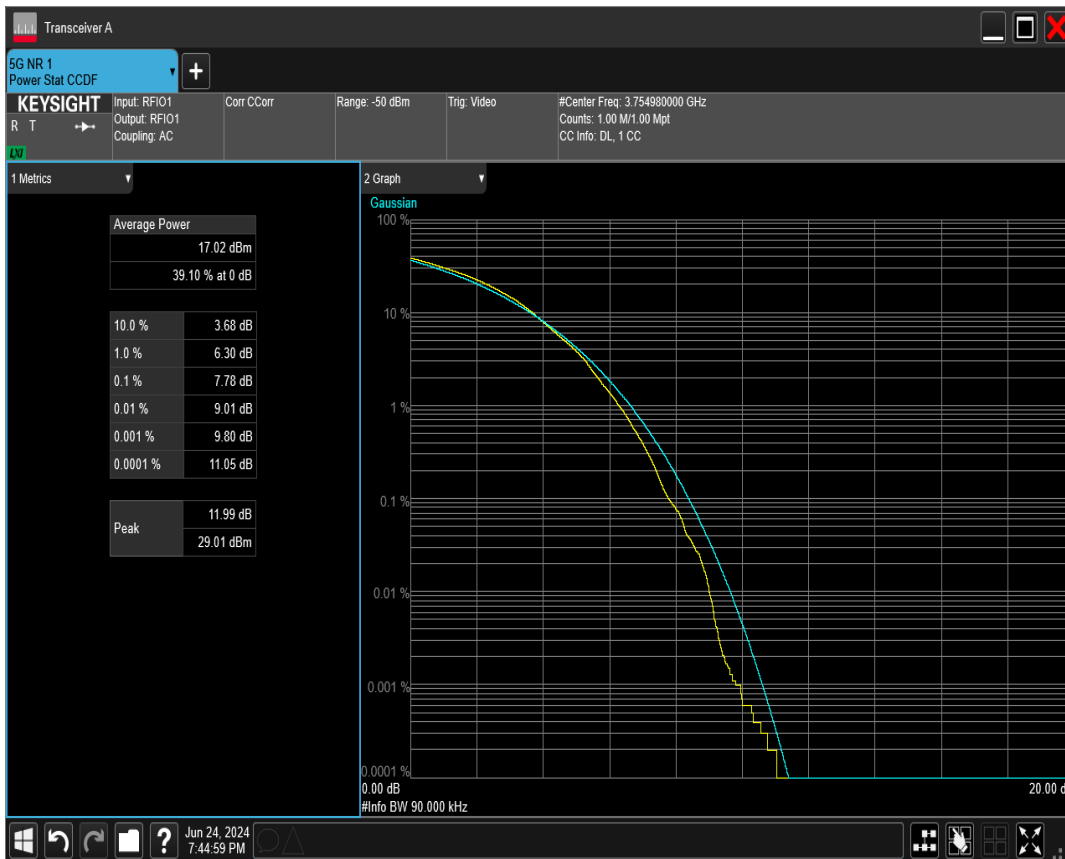 Transceiver A
5G NR 1
Power Stat CCDF
KEYSIGHT
R T
LXI
Input: RFIO1
Output: RFIO1
Coupling: AC
Corr CCorr
Range: -50 dBm
Trig: Video
#Center Freq: 3.754980000 GHz
Counts: 1.00 M/1.00 Mpt
CC Info: DL, 1 CC
1 Metrics
Average Power
17.02 dBm
39.10 % at 0 dB
10.0 % 3.68 dB
1.0 % 6.30 dB
0.1 % 7.78 dB
0.01 % 9.01 dB
0.001 % 9.80 dB
0.0001 % 11.05 dB
Peak
11.99 dB
29.01 dBm
2 Graph
Gaussian
100 %
10 %
1 %
0.1 %
0.01 %
0.001 %
0.0001 %
0.00 dB
20.00 d
#Info BW 90.000 kHz
?
Jun 24, 2024
7:44:59 PM